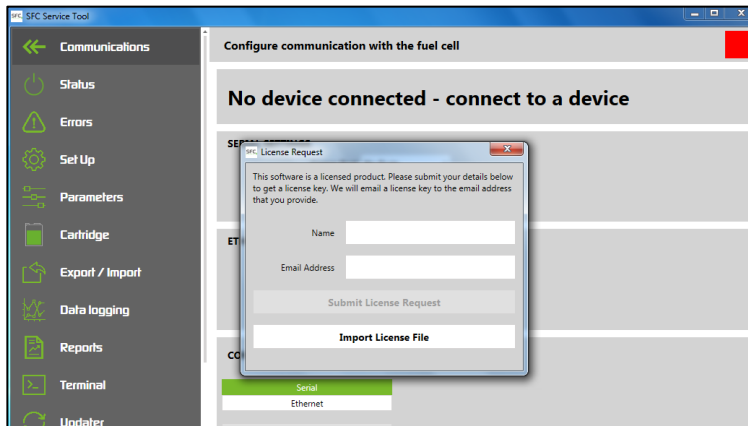 SFC SFC Service Tool
Communications
Status
Errors
Set Up
Parameters
Cartridge
Export / Import
Data logging
Reports
Terminal
Updater
Configure communication with the fuel cell
No device connected - connect to a device
SFC License Request
This software is a licensed product. Please submit your details below
to get a license key. We will email a license key to the email address
that you provide.
Name
Email Address
Submit License Request
Import License File
ET
CO
Serial
Ethernet